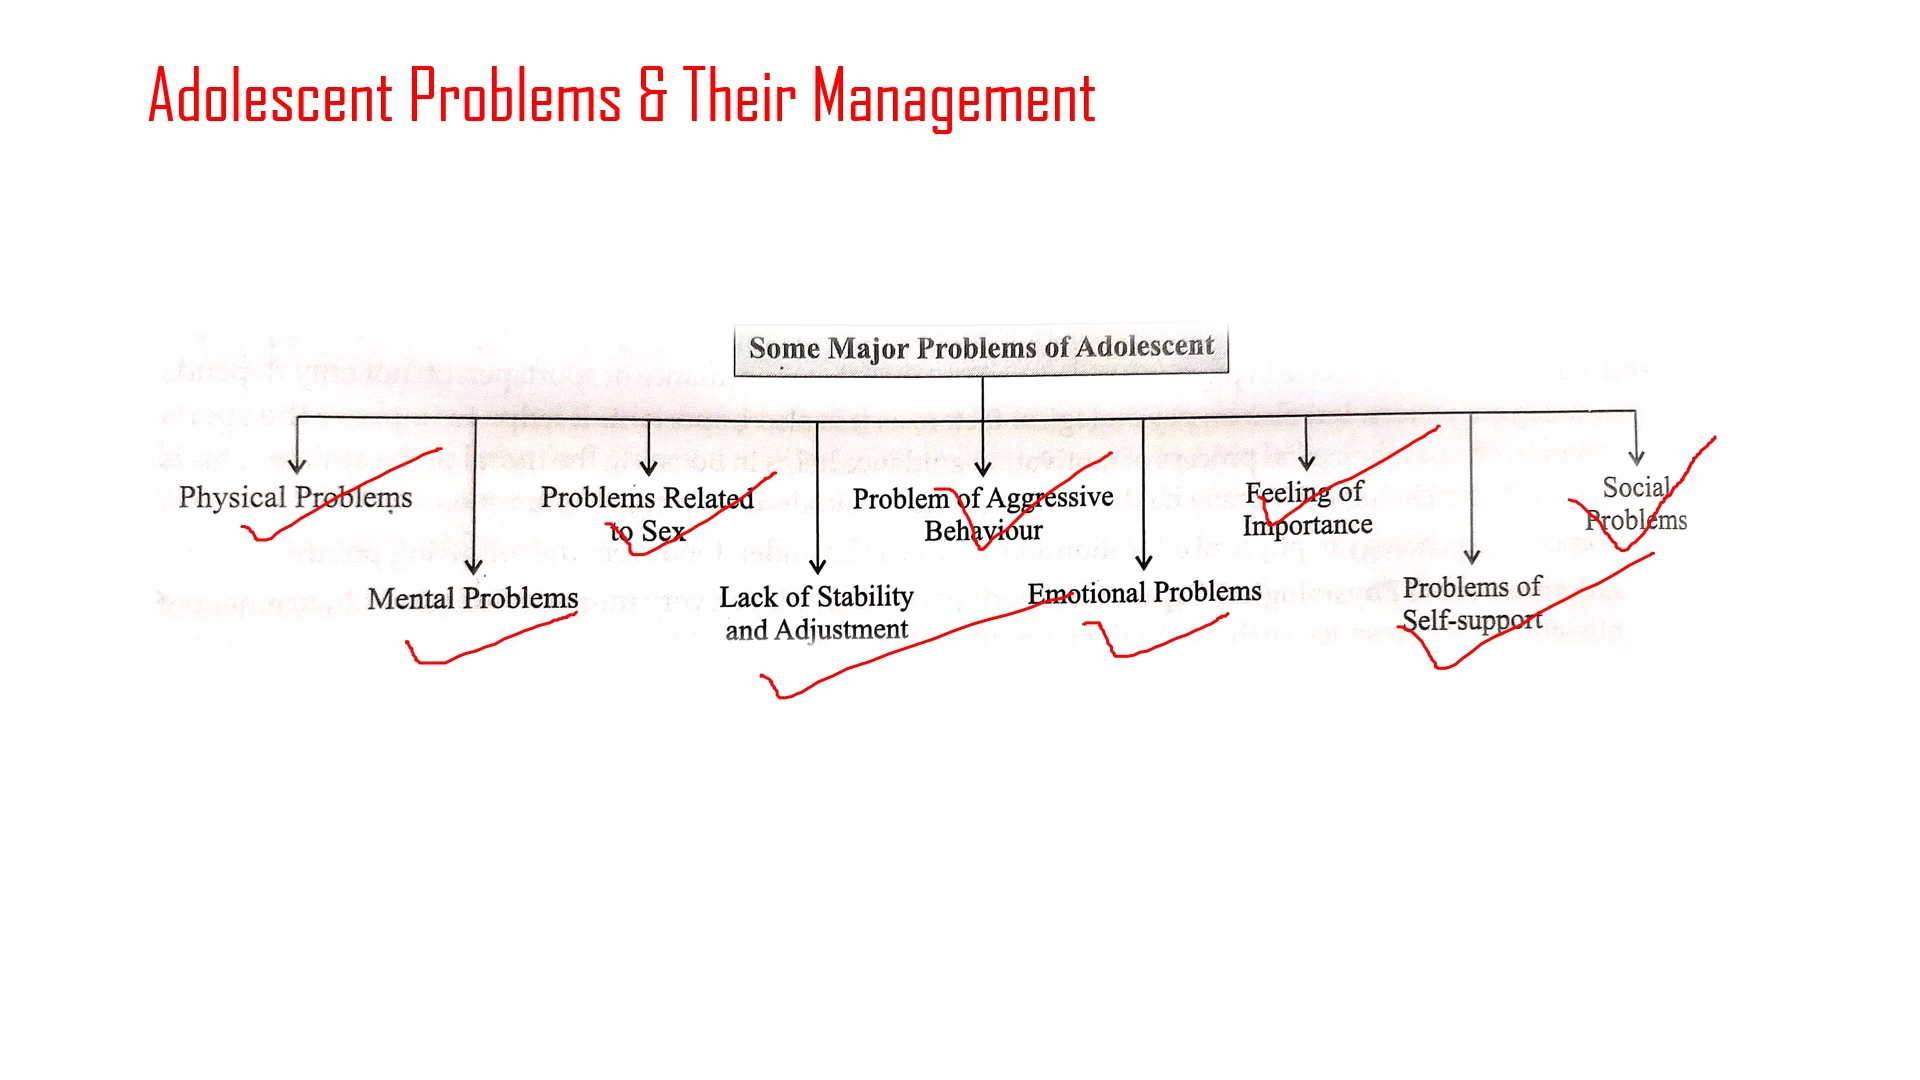 Adolescent Problems & Their Management
Some Major Problems of Adolescent
Physical Problems
Problems Related
to Sex
Problem of Aggressive
Behaviour
Feeling of
Importance
Social
Problems
Mental Problems
Lack of Stability
and Adjustment
Emotional Problems
Problems of
Self-support